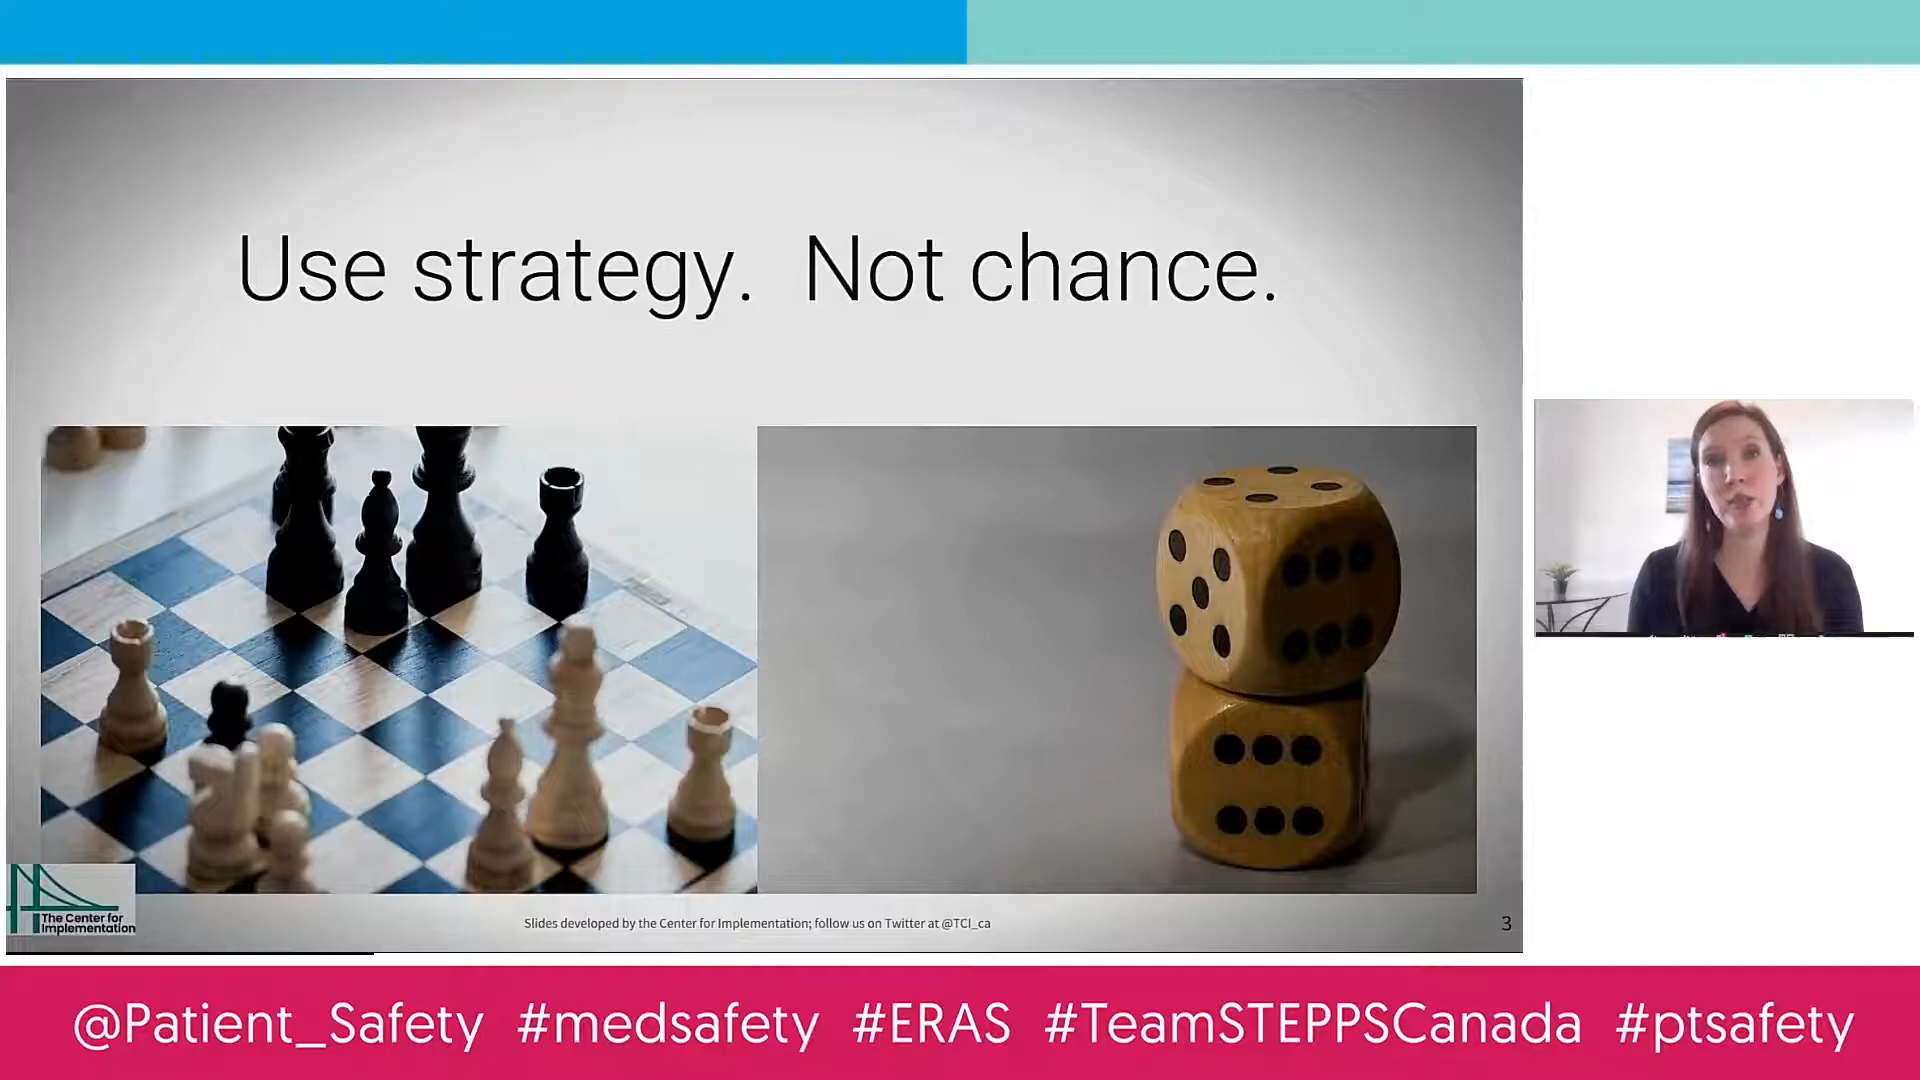 Use strategy.  Not chance.
The Center for
Implementation
Slides developed by the Center for Implementation; follow us on Twitter at @TCI_ca
3
@Patient_Safety  #medsafety  #ERAS  #TeamSTEPPSCanada  #ptsafety